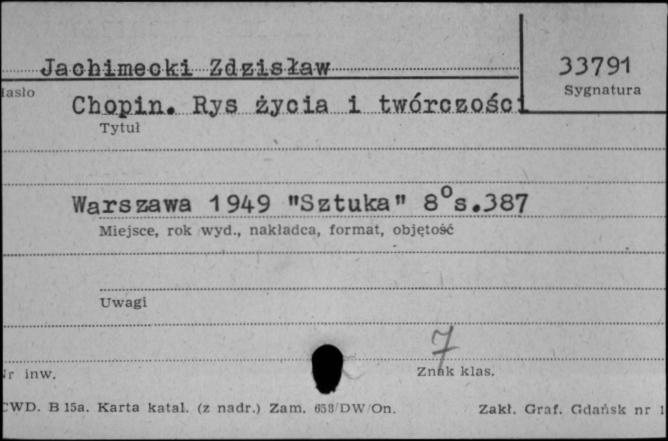 Jachimecki Zdzisław
33791
Hasło
Sygnatura
Chopin. Rys życia i twórczości
Tytuł
Warszawa 1949 "Sztuka" 8° s.387
Miejsce, rok wyd., nakładca, format, objętość
Uwagi
7
Nr inw.
Znak klas.
CWD. B 15a. Karta katal. (z nadr.) Zam. 658/DW/On.
Zakł. Graf. Gdańsk nr 1